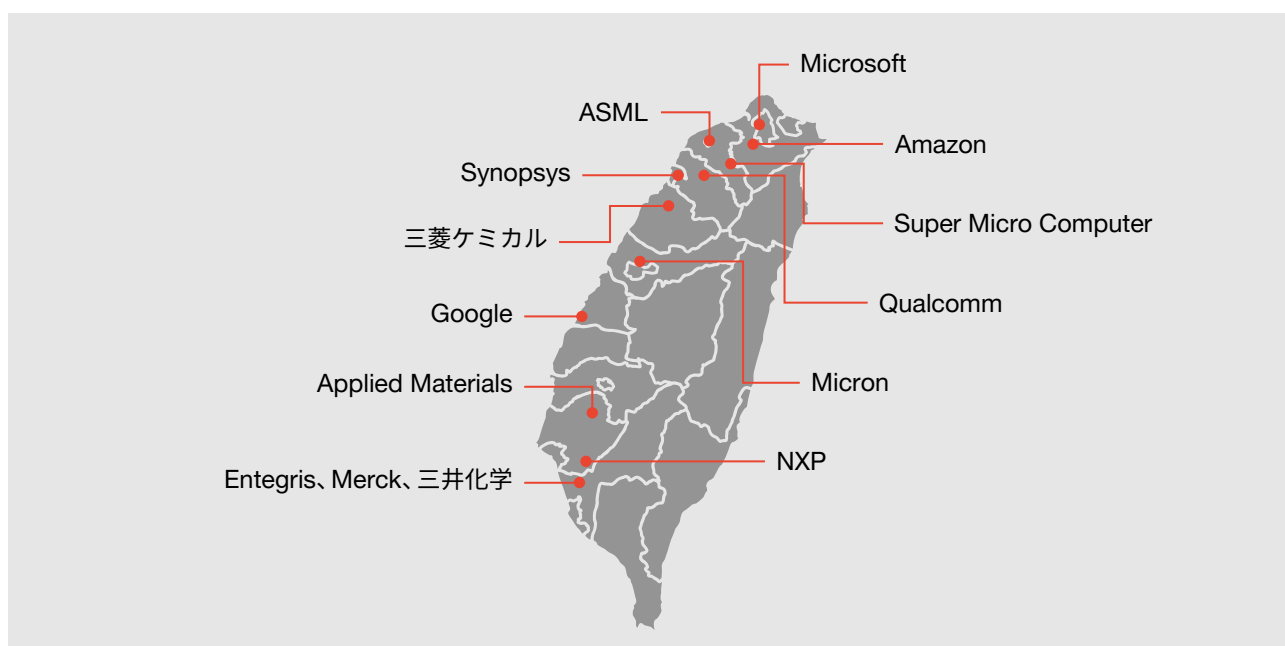 Microsoft
ASML
Amazon
Synopsys
Super Micro Computer
三菱ケミカル
Qualcomm
Google
Applied Materials
Micron
NXP
Entegris、Merck、三井化学